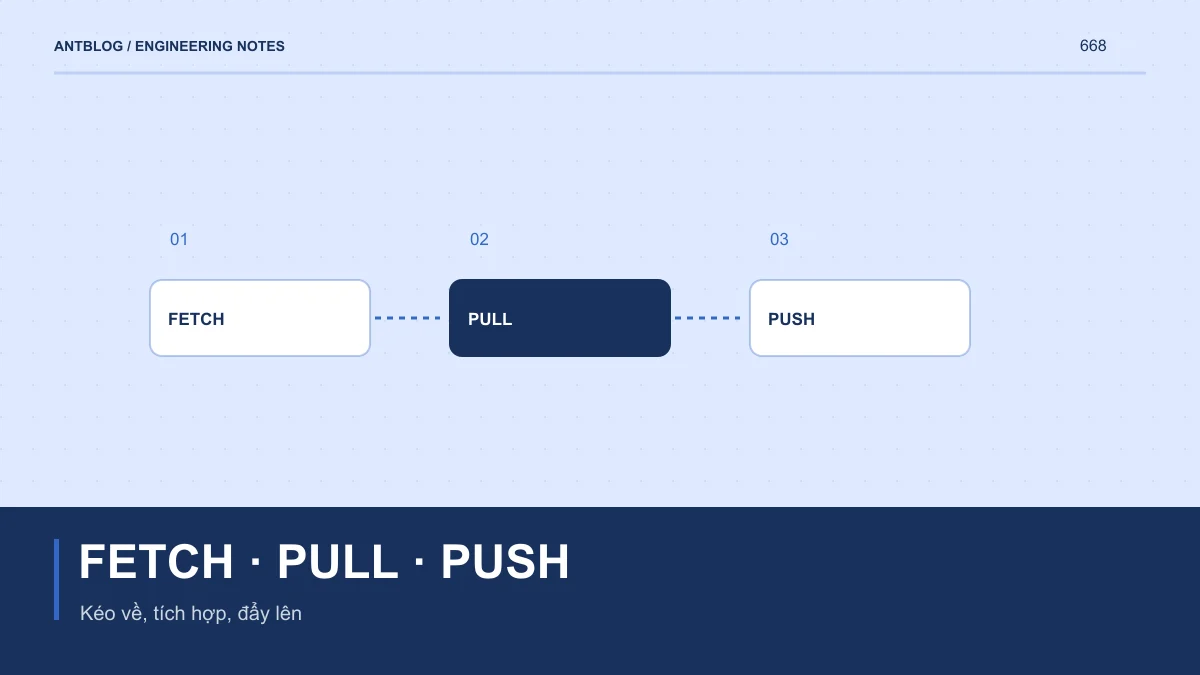 ANTBLOG / ENGINEERING NOTES
668
01
02
03
FETCH
PULL
PUSH
FETCH · PULL · PUSH
Kéo về, tích hợp, đẩy lên